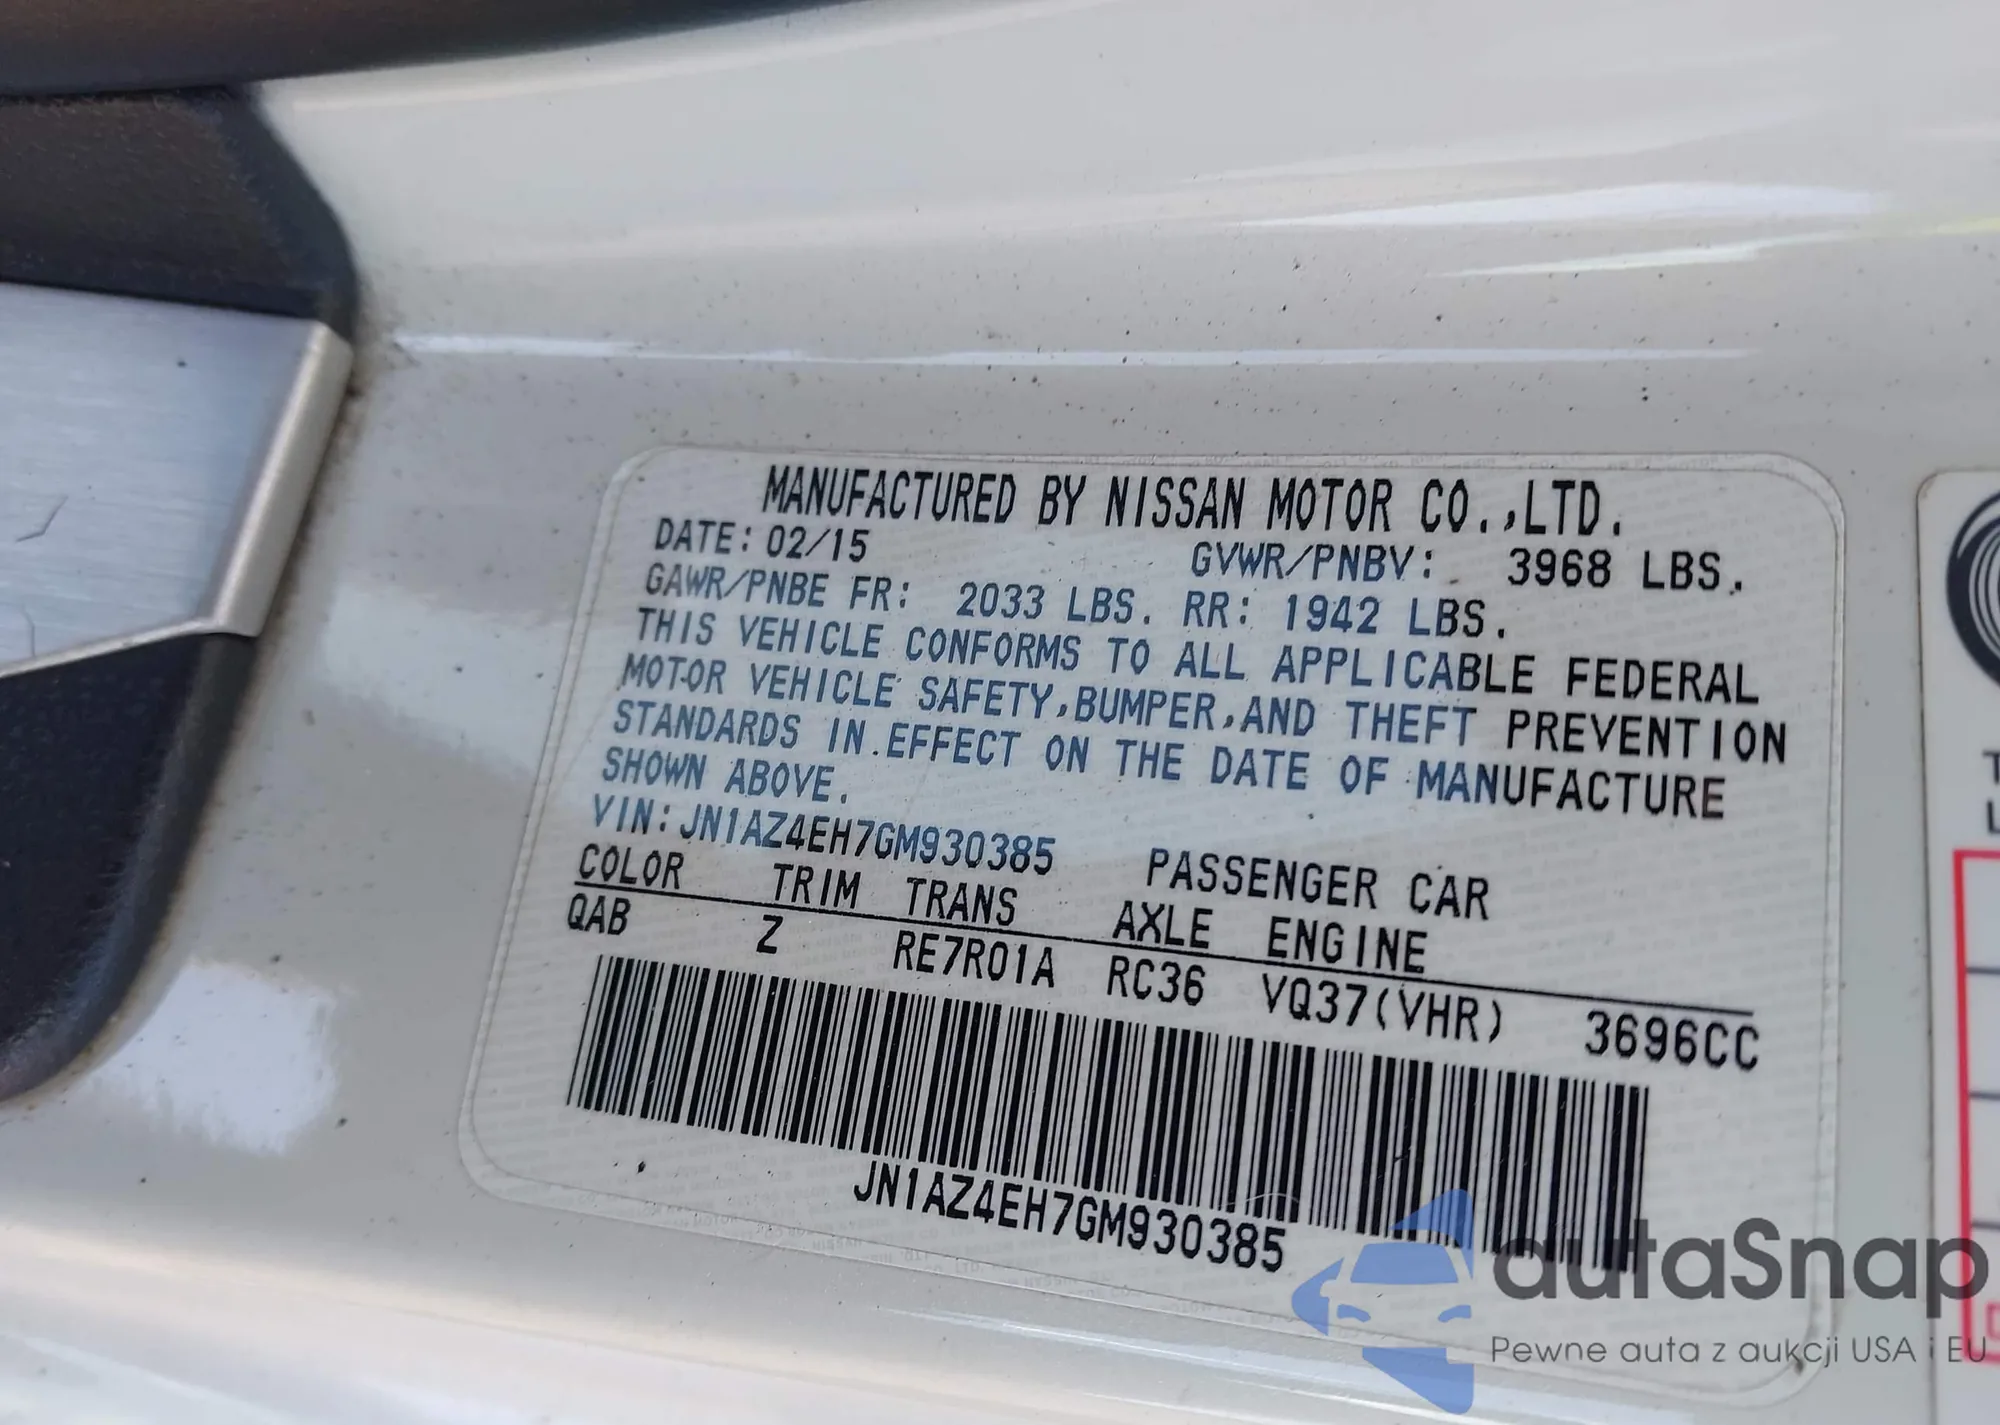 MANUFACTURED BY NISSAN MOTOR CO.,LTD.
DATE: 02/15 GVWR/PNBV: 3968 LBS.
GAWR/PNBE FR: 2033 LBS. RR: 1942 LBS.
THIS VEHICLE CONFORMS TO ALL APPLICABLE FEDERAL
MOTOR VEHICLE SAFETY,BUMPER,AND THEFT PREVENTION
STANDARDS IN EFFECT ON THE DATE OF MANUFACTURE
SHOWN ABOVE.
VIN: JN1AZ4EH7GM930385 PASSENGER CAR
COLOR TRIM TRANS AXLE ENGINE
QAB Z RE7R01A RC36 VQ37(VHR) 3696CC
JN1AZ4EH7GM930385
autaSnap
Pewne auta z aukcji USA i EU